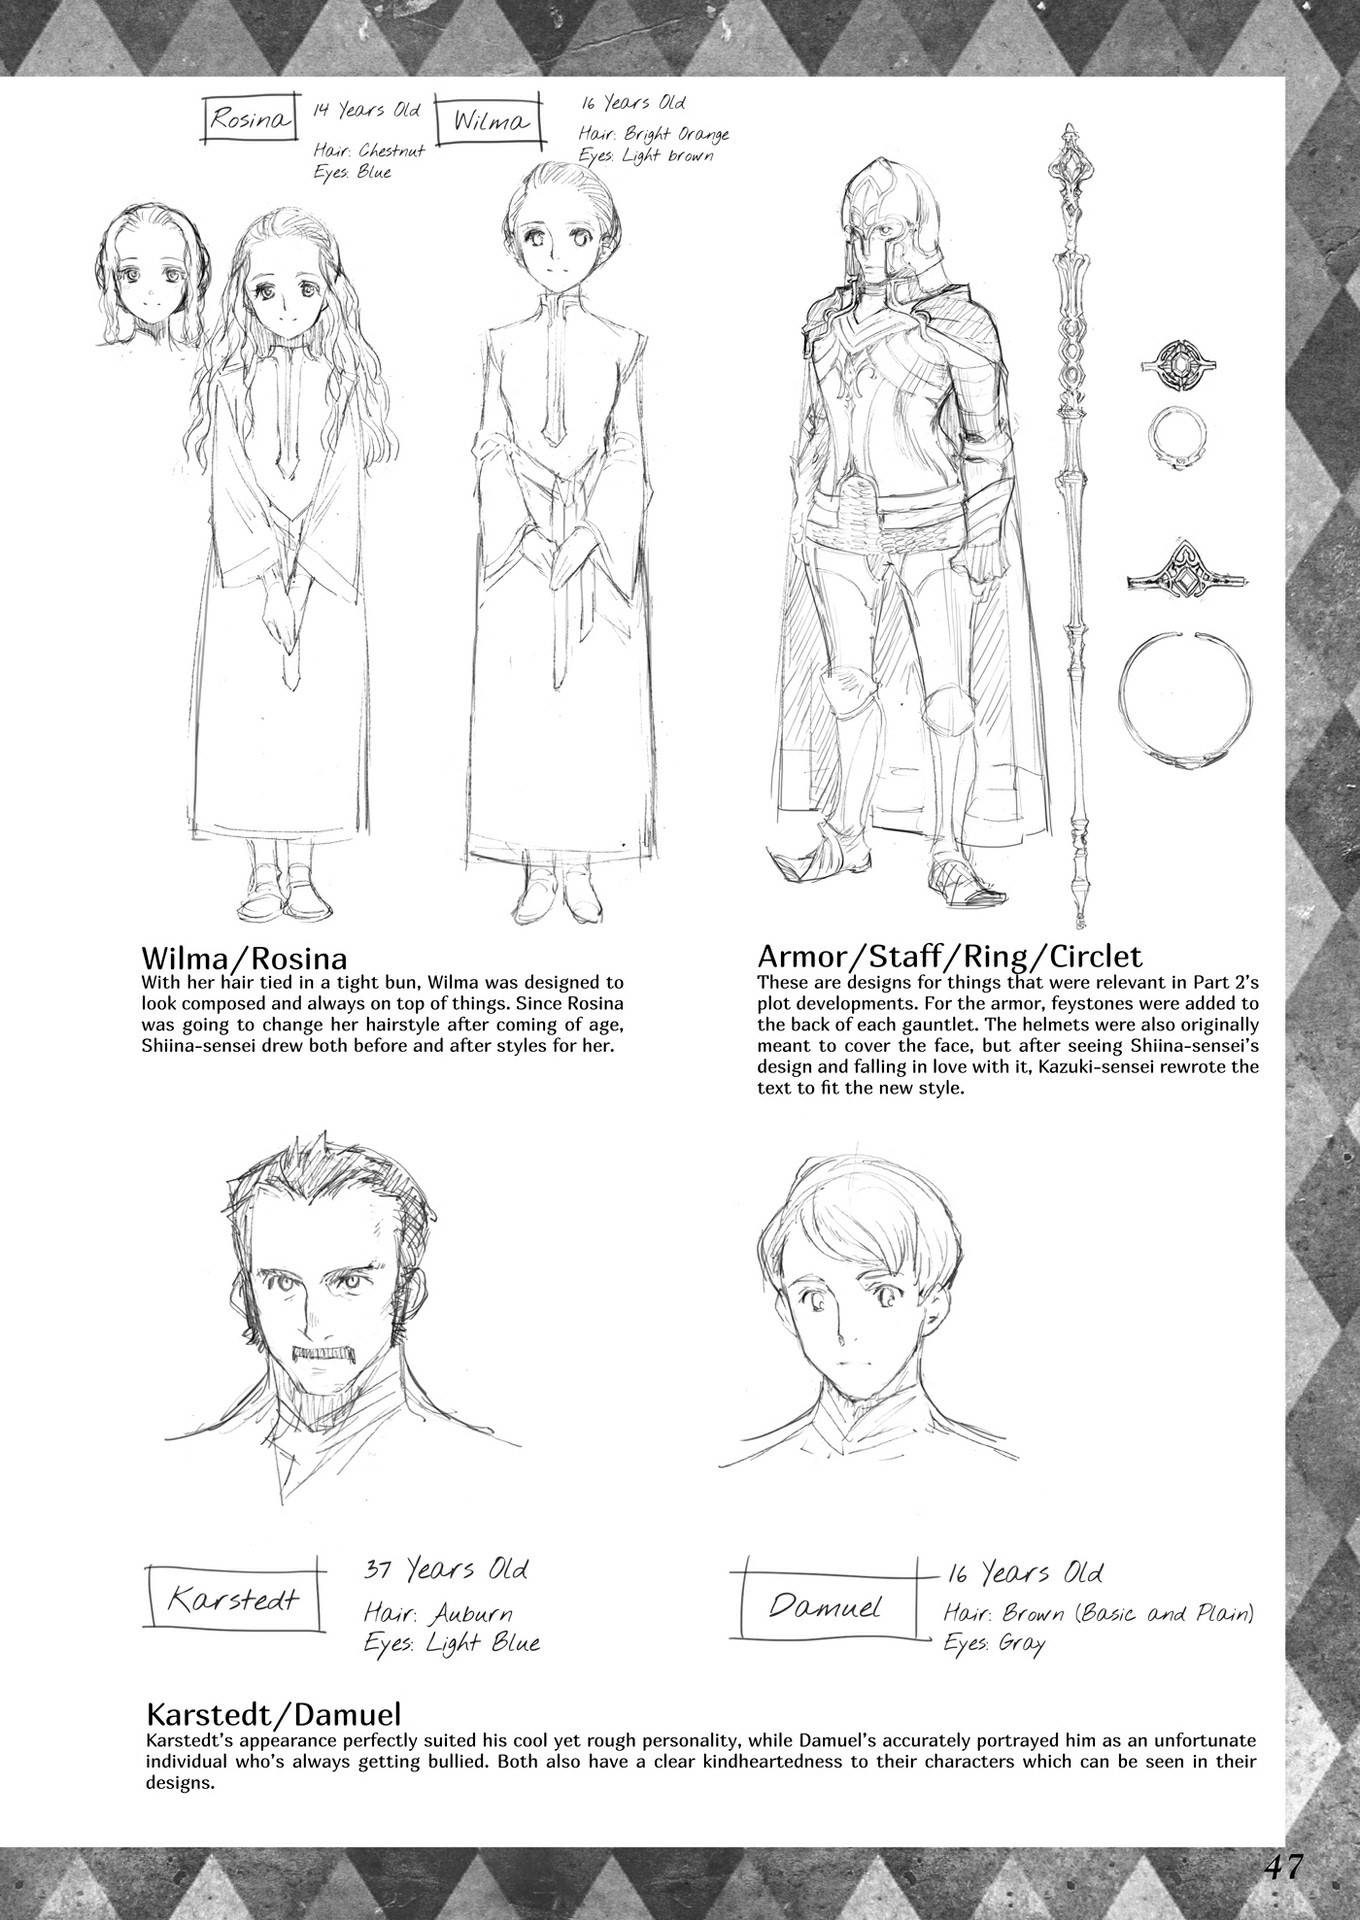 Rosina
14 Years Old
Hair: Chestnut
Eyes: Blue
Wilma
16 Years Old
Hair: Bright Orange
Eyes: Light brown
Wilma/Rosina
With her hair tied in a tight bun, Wilma was designed to
look composed and always on top of things. Since Rosina
was going to change her hairstyle after coming of age,
Shiina-sensei drew both before and after styles for her.
Armor/Staff/Ring/Circlet
These are designs for things that were relevant in Part 2's
plot developments. For the armor, feystones were added to
the back of each gauntlet. The helmets were also originally
meant to cover the face, but after seeing Shiina-sensei's
design and falling in love with it, Kazuki-sensei rewrote the
text to fit the new style.
Karstedt
37 Years Old
Hair: Auburn
Eyes: Light Blue
Damuel
16 Years Old
Hair: Brown (Basic and Plain)
Eyes: Gray
Karstedt/Damuel
Karstedt's appearance perfectly suited his cool yet rough personality, while Damuel's accurately portrayed him as an unfortunate
individual who's always getting bullied. Both also have a clear kindheartedness to their characters which can be seen in their
designs.
47